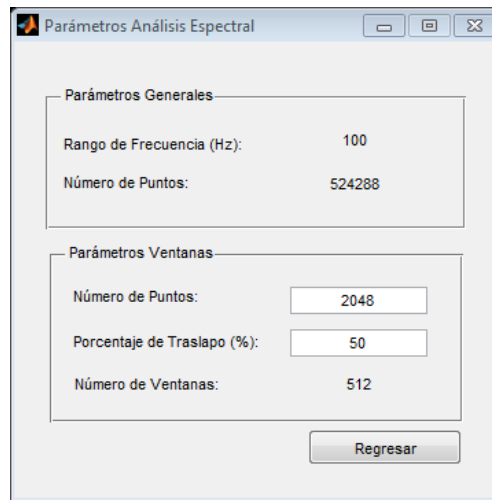 Parámetros Análisis Espectral
Parámetros Generales
Rango de Frecuencia (Hz): 100
Número de Puntos: 524288
Parámetros Ventanas
Número de Puntos: 2048
Porcentaje de Traslapo (%): 50
Número de Ventanas: 512
Regresar